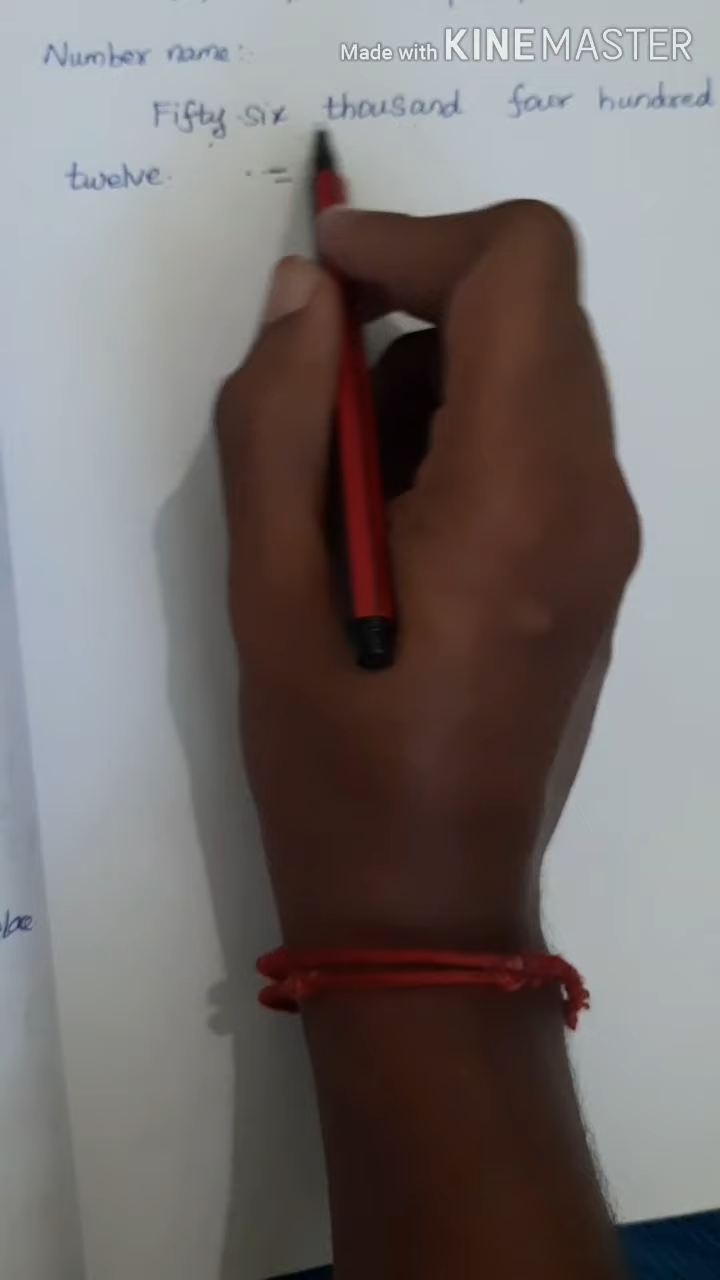 Number name:-
Made with KINEMASTER
Fifty six thousand four hundred
twelve. =